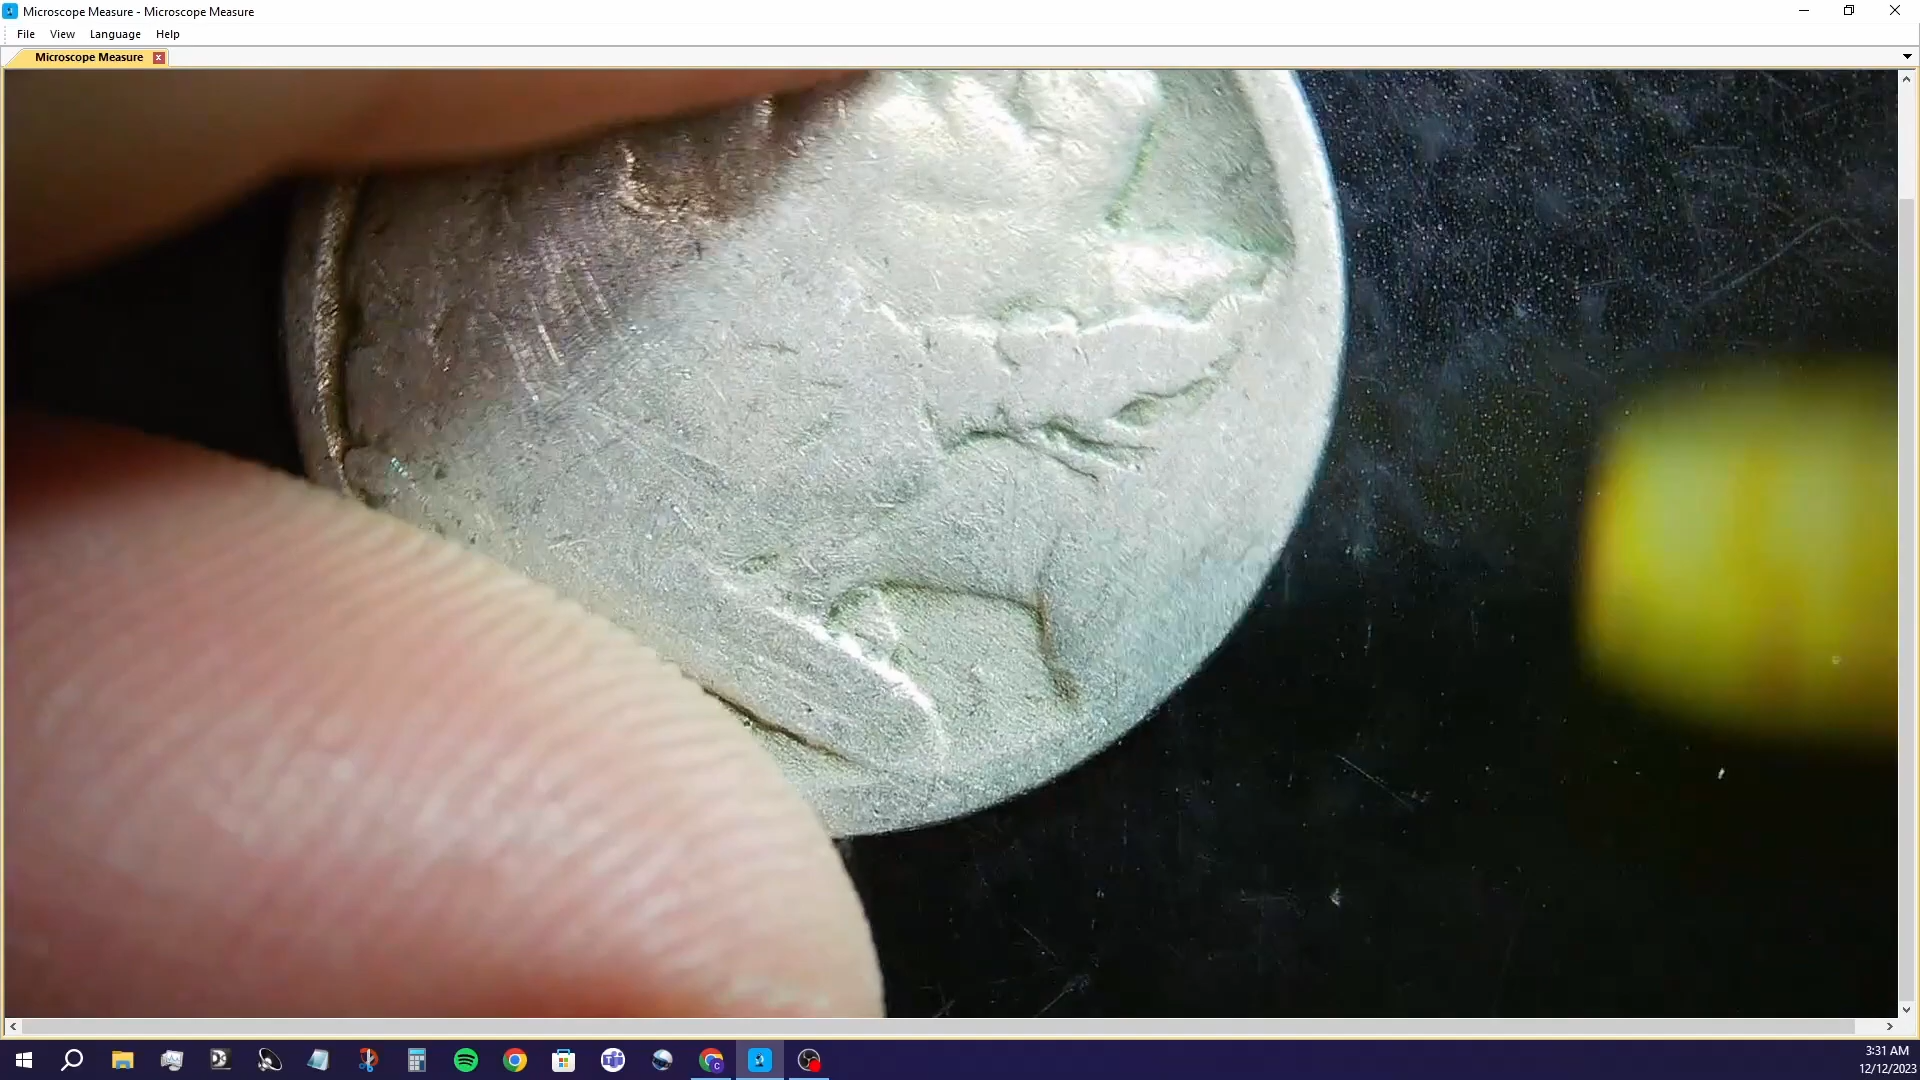 Microscope Measure - Microscope Measure
File View Language Help
Microscope Measure
3:31 AM
12/12/2023